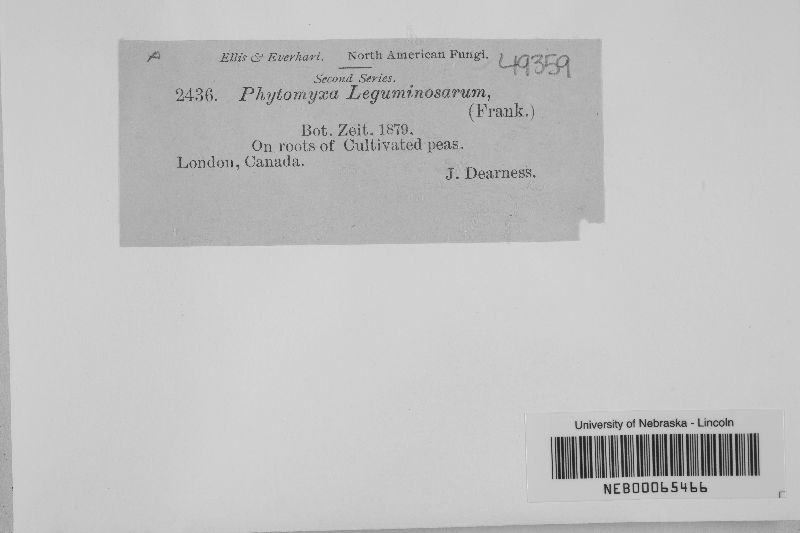 Ellis & Everhart. North American Fungi. 49359
Second Series.
2436. Phytomyxa Leguminosarum,
(Frank.)
Bot. Zeit. 1879.
On roots of Cultivated peas.
London, Canada.
J. Dearness.
University of Nebraska - Lincoln
NEB00065466